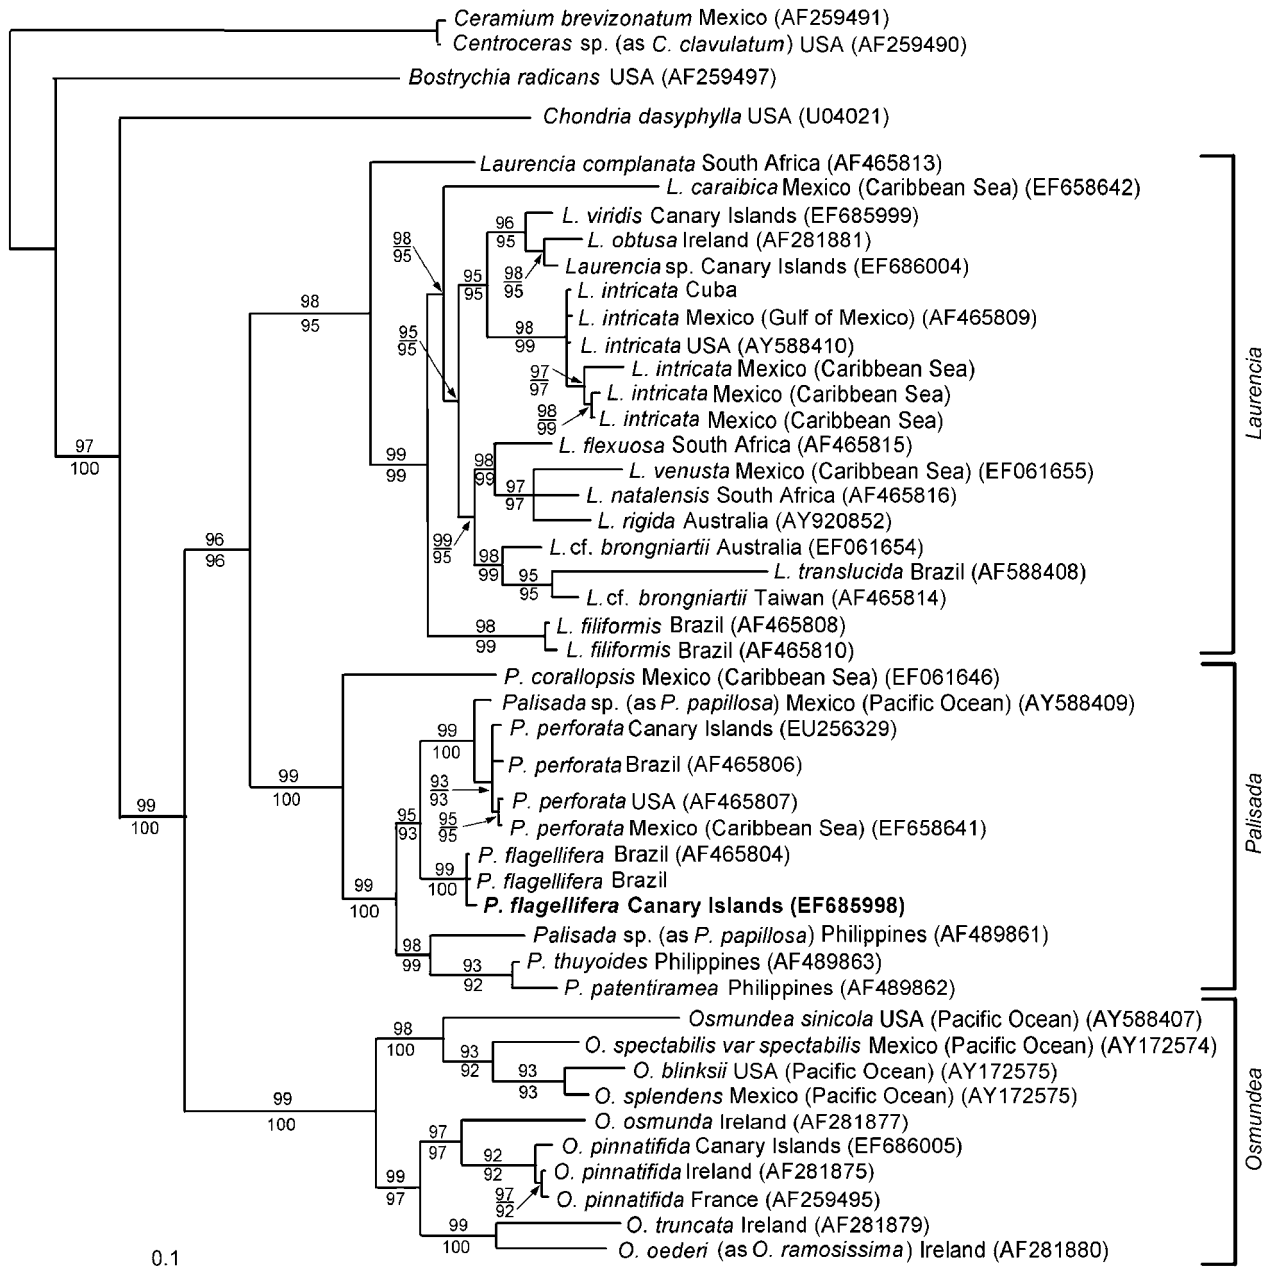 Ceramium brevizonatum Mexico (AF259491)
Centroceras sp. (as C. clavulatum) USA (AF259490)
Bostrychia radicans USA (AF259497)
Chondria dasyphylla USA (U04021)
Laurencia complanata South Africa (AF465813)
L. caraibica Mexico (Caribbean Sea) (EF658642)
96
95
L. viridis Canary Islands (EF685999)
98
95
L. obtusa Ireland (AF281881)
95
95
98
95
Laurencia sp. Canary Islands (EF686004)
L. intricata Cuba
98
95
98
99
L. intricata Mexico (Gulf of Mexico) (AF465809)
95
95
L. intricata USA (AY588410)
97
97
L. intricata Mexico (Caribbean Sea)
L. intricata Mexico (Caribbean Sea)
98
99
L. intricata Mexico (Caribbean Sea)
Laurencia
97
100
99
99
98
99
L. flexuosa South Africa (AF465815)
L. venusta Mexico (Caribbean Sea) (EF061655)
97
97
L. natalensis South Africa (AF465816)
L. rigida Australia (AY920852)
96
96
99
95
98
99
L. cf. brongniartii Australia (EF061654)
95
95
L. translucida Brazil (AF588408)
L. cf. brongniartii Taiwan (AF465814)
98
99
L. filiformis Brazil (AF465808)
L. filiformis Brazil (AF465810)
P. corallopsis Mexico (Caribbean Sea) (EF061646)
Palisada sp. (as P. papillosa) Mexico (Pacific Ocean) (AY588409)
99
100
P. perforata Canary Islands (EU256329)
P. perforata Brazil (AF465806)
99
100
93
93
P. perforata USA (AF465807)
99
100
95
93
95
95
P. perforata Mexico (Caribbean Sea) (EF658641)
Palisada
P. flagellifera Brazil (AF465804)
99
100
P. flagellifera Brazil
99
100
P. flagellifera Canary Islands (EF685998)
98
99
Palisada sp. (as P. papillosa) Philippines (AF489861)
93
92
P. thuyoides Philippines (AF489863)
P. patentiramea Philippines (AF489862)
98
100
Osmundea sinicola USA (Pacific Ocean) (AY588407)
93
92
O. spectabilis var spectabilis Mexico (Pacific Ocean) (AY172574)
93
93
O. blinksii USA (Pacific Ocean) (AY172575)
O. splendens Mexico (Pacific Ocean) (AY172575)
99
100
97
97
O. osmunda Ireland (AF281877)
Osmundea
92
92
O. pinnatifida Canary Islands (EF686005)
99
97
O. pinnatifida Ireland (AF281875)
97
92
O. pinnatifida France (AF259495)
99
100
O. truncata Ireland (AF281879)
O. oederi (as O. ramosissima) Ireland (AF281880)
0.1